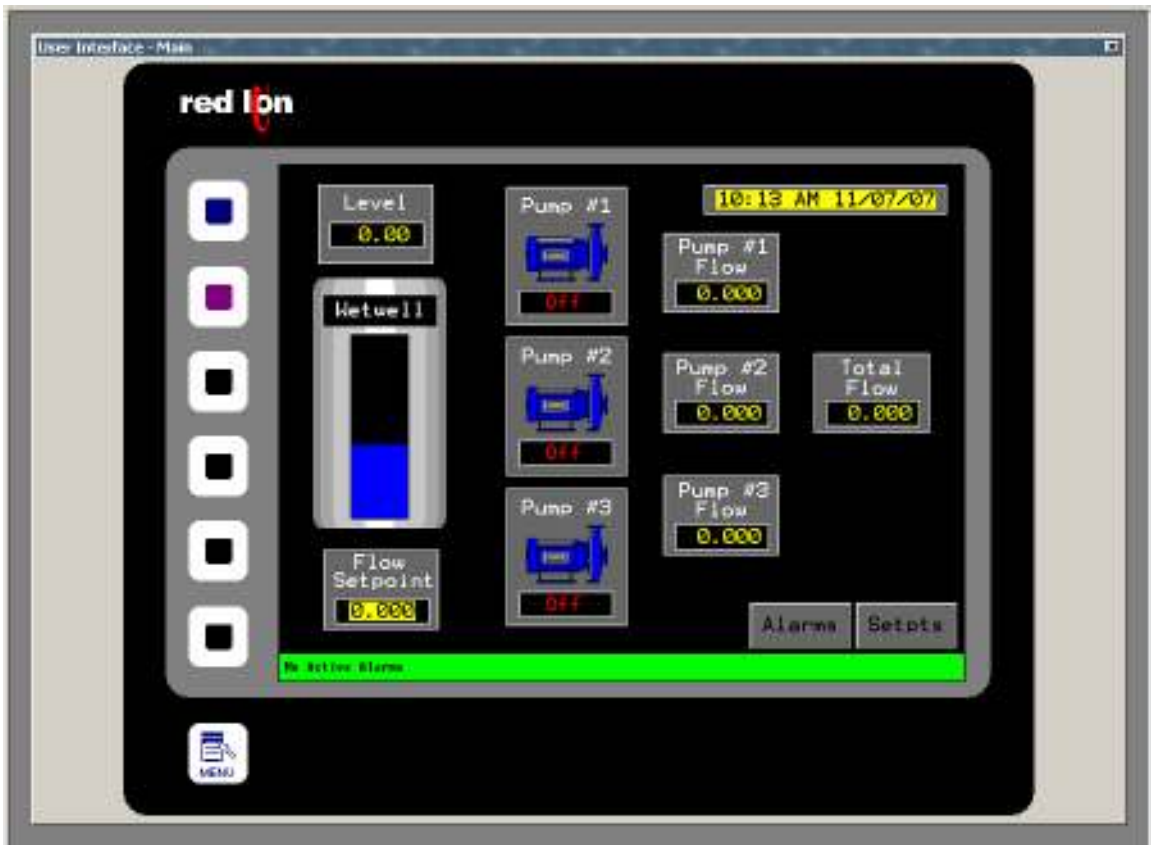 User Interface - Main
red lion
Level
0.00
Wetwell
Flow
Setpoint
0.000
Pump #1
Off
Pump #2
Off
Pump #3
Off
10:13 AM 11/07/07
Pump #1
Flow
0.000
Pump #2
Flow
0.000
Pump #3
Flow
0.000
Total
Flow
0.000
Alarms
Setpts
No Active Alarms
MENU